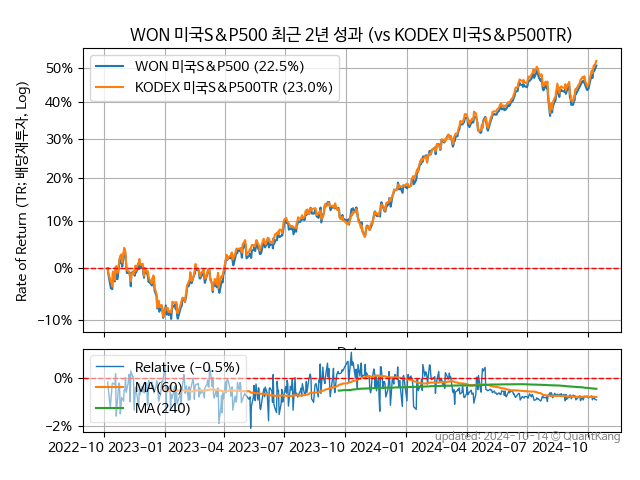 WON 미국S&P500 최근 2년 성과 (vs KODEX 미국S&P500TR)
WON 미국S&P500 (22.5%)
KODEX 미국S&P500TR (23.0%)
Rate of Return (TR: 배당재투자, Log)
50%
40%
30%
20%
10%
0%
−10%
Relative (−0.5%)
MA(60)
MA(240)
0%
−2%
2022−10 2023−01 2023−04 2023−07 2023−10 2024−01 2024−04 2024−07 2024−10
updated: 2024−10−14 © QuantKang